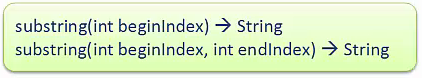 substring(int beginIndex) → String
substring(int beginIndex, int endIndex) → String